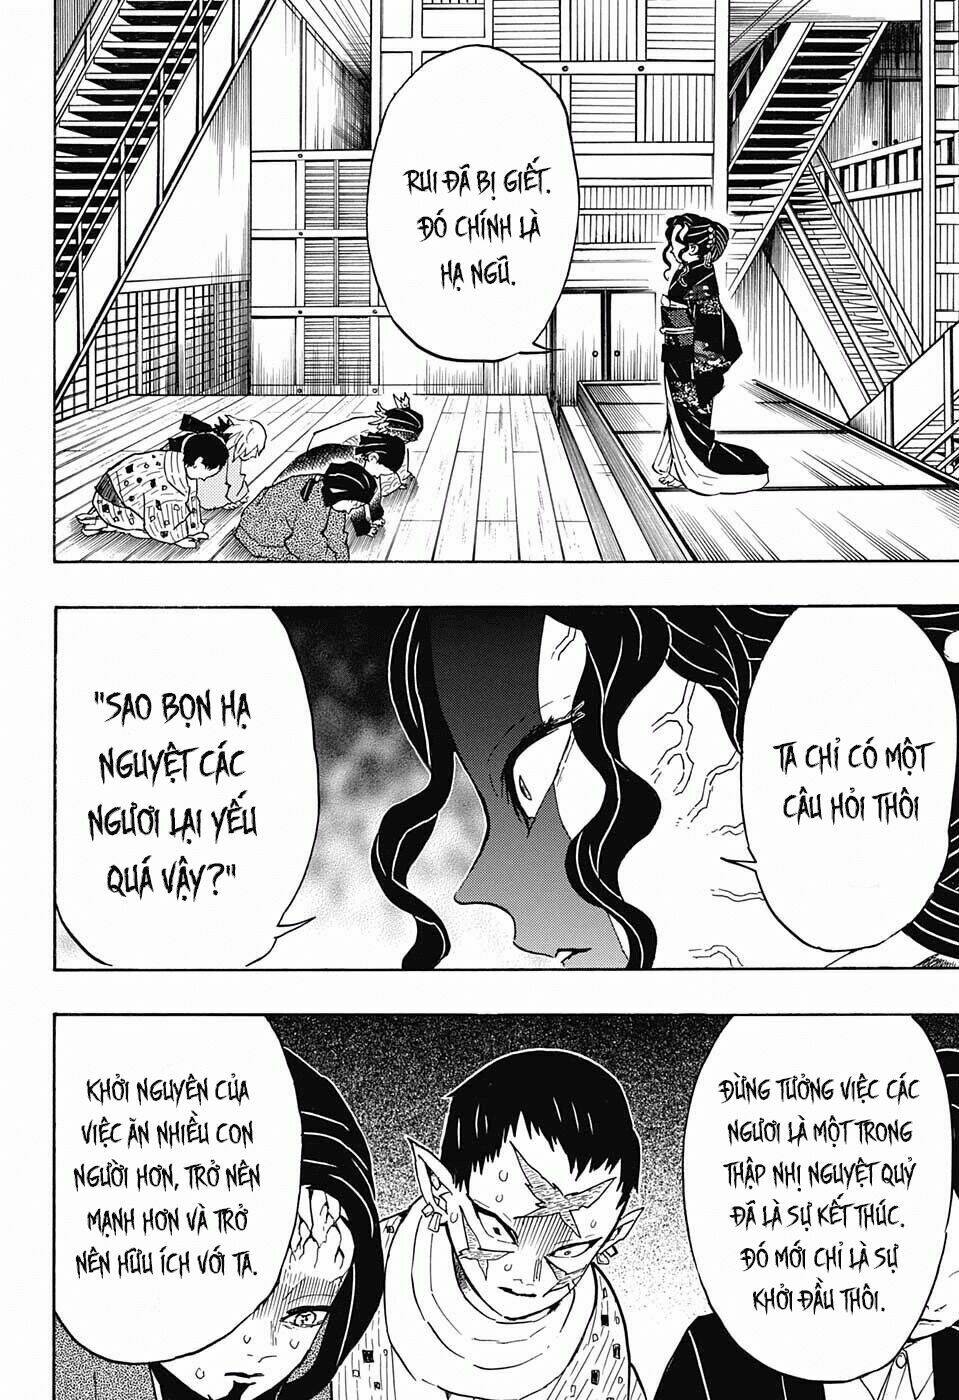 RUI ĐÃ BỊ GIẾT.
ĐÓ CHÍNH LÀ
HẠ NGŨ.
TA CHỈ CÓ MỘT
CÂU HỎI THÔI
"SAO BỌN HẠ
NGUYỆT CÁC
NGƯƠI LẠI YẾU
QUÁ VẬY?"
ĐỪNG TƯỞNG VIỆC CÁC
NGƯƠI LÀ MỘT TRONG
THẬP NHỊ NGUYỆT QUỶ
ĐÃ LÀ SỰ KẾT THÚC.
ĐÓ MỚI CHỈ LÀ SỰ
KHỞI ĐẦU THÔI.
KHỞI NGUYÊN CỦA
VIỆC ĂN NHIỀU CON
NGƯỜI HƠN, TRỞ NÊN
MẠNH HƠN VÀ TRỞ
NÊN HỮU ÍCH VỚI TA.